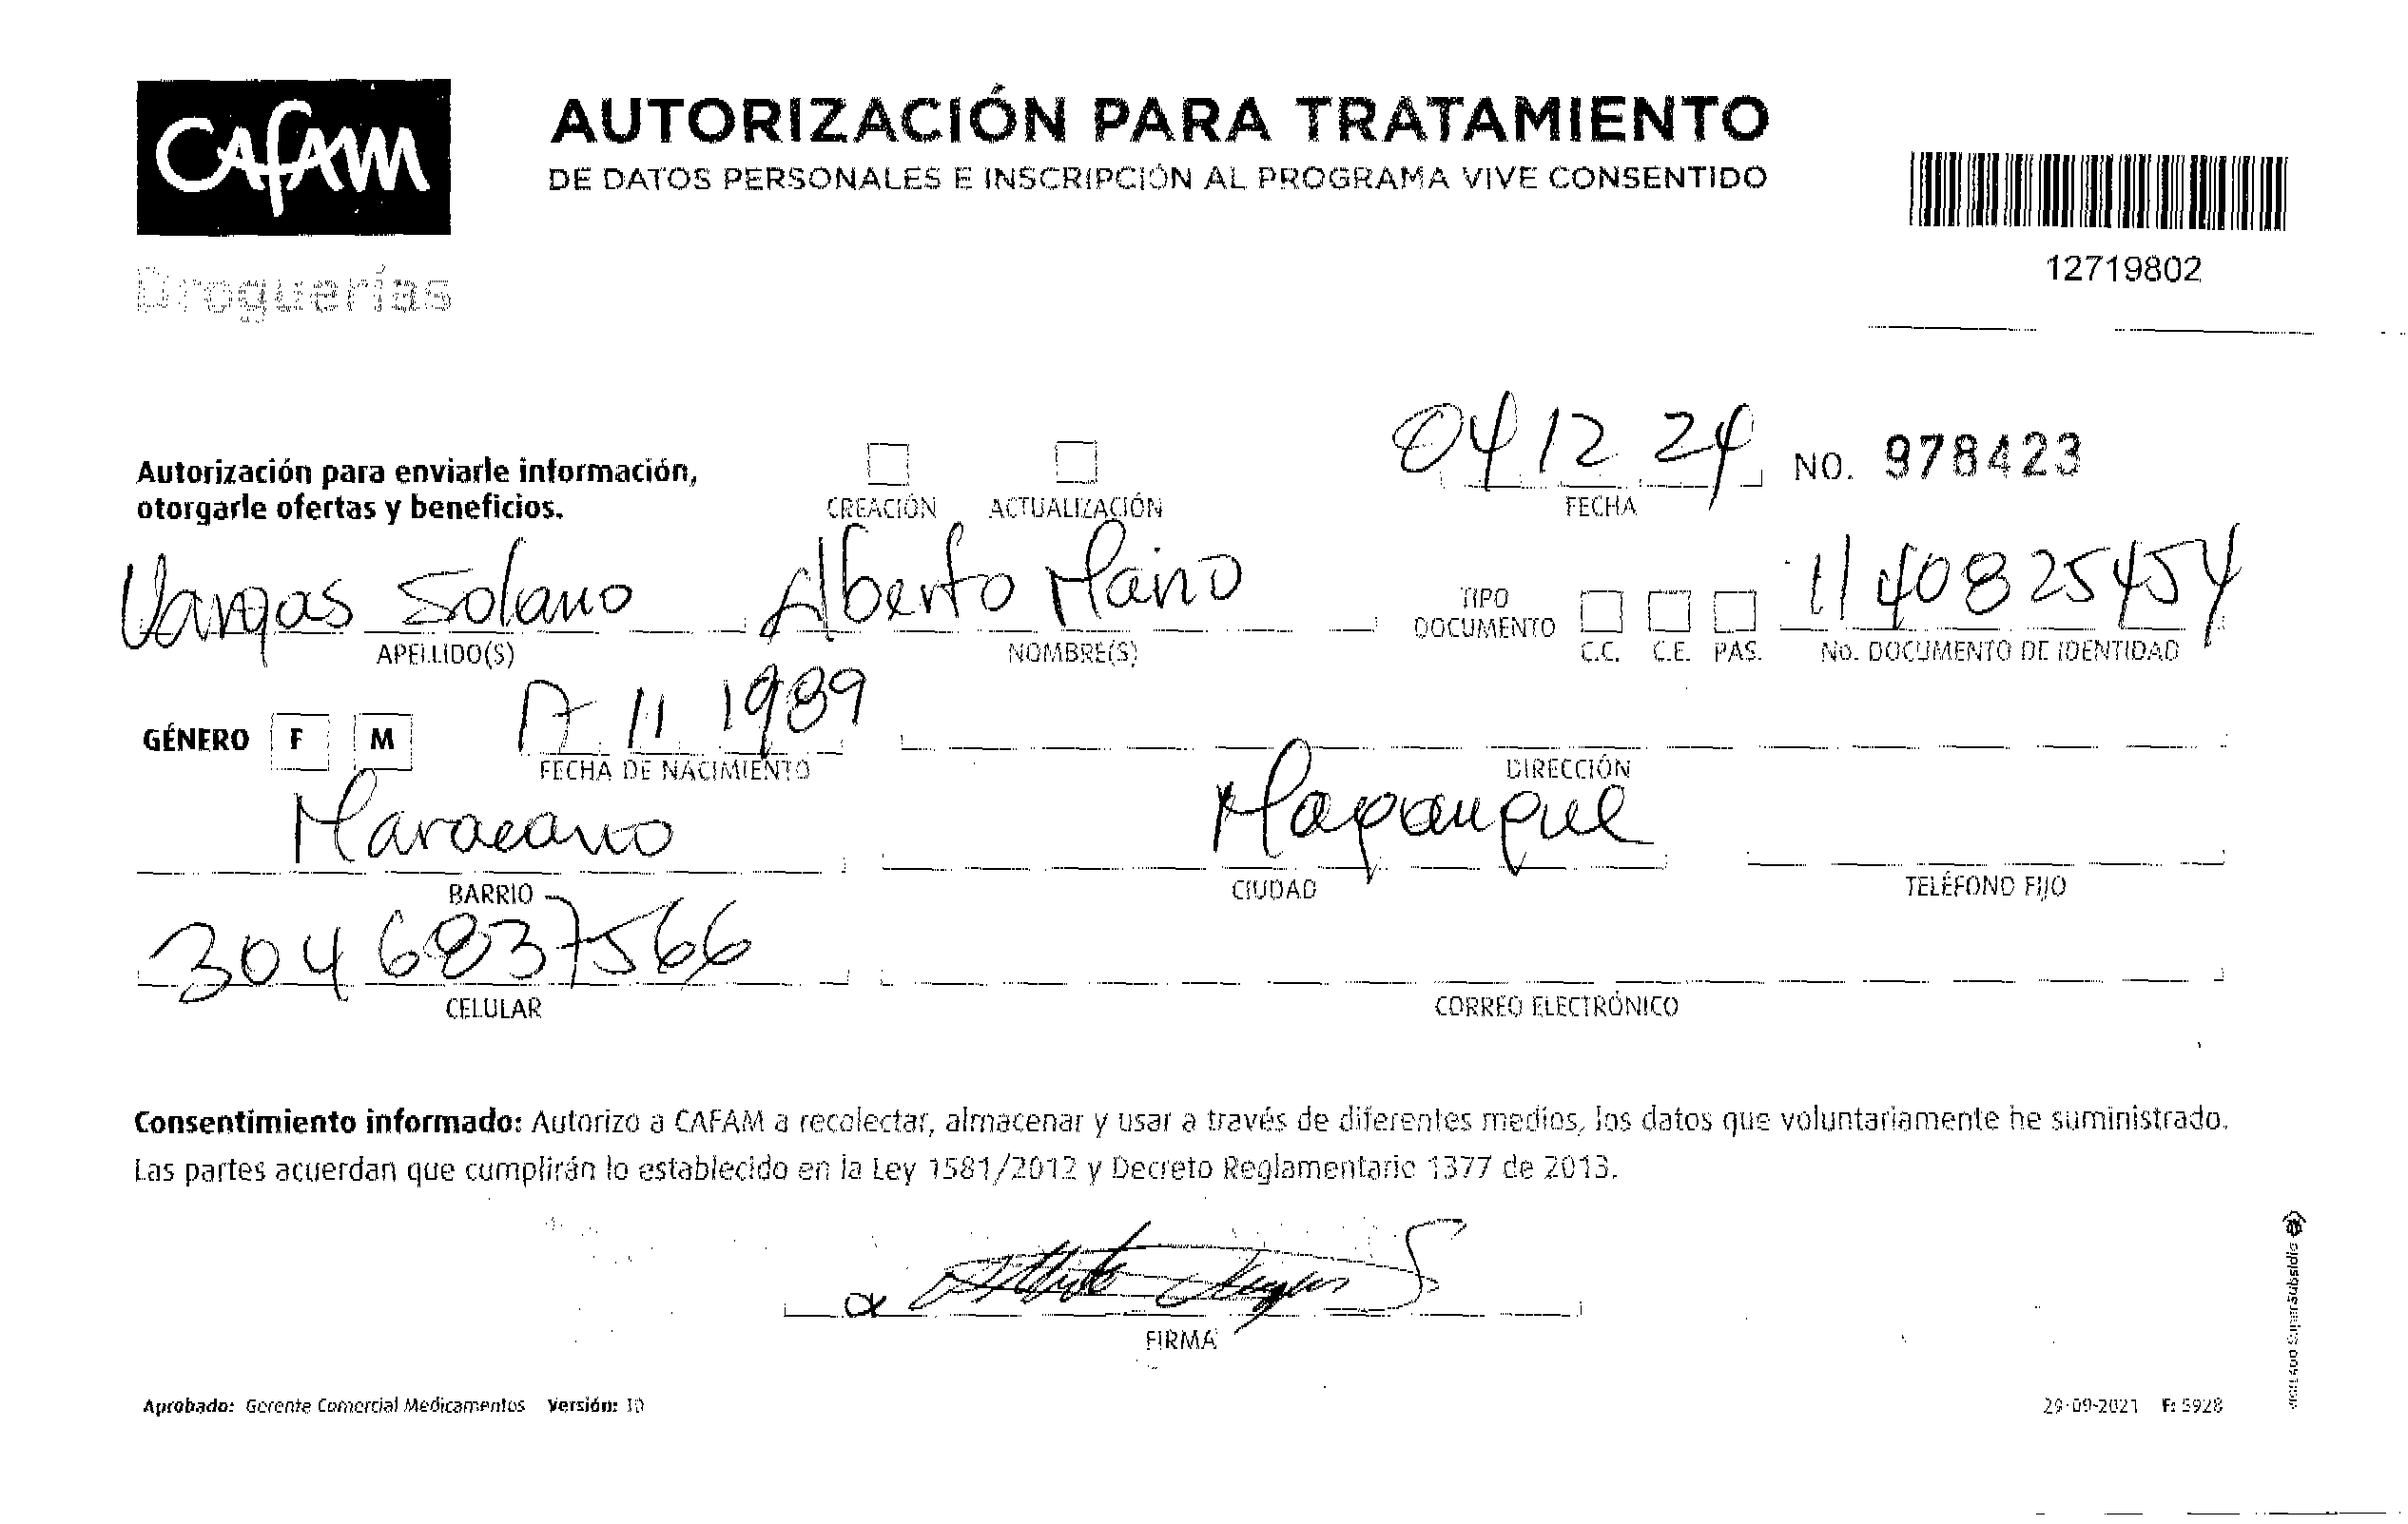 CAFAM
Droguerías
AUTORIZACIÓN PARA TRATAMIENTO
DE DATOS PERSONALES E INSCRIPCIÓN AL PROGRAMA VIVE CONSENTIDO
12719802
Autorización para enviarle información,
otorgarle ofertas y beneficios.
CREACIÓN ACTUALIZACIÓN
04 12 24
FECHA
NO. 978423
Vargas Solano
APELLIDO(S)
Alberto Mario
NOMBRE(S)
TIPO
DOCUMENTO
C.C. C.E. PAS.
1140825454
No. DOCUMENTO DE IDENTIDAD
GÉNERO F M
17 11 1989
FECHA DE NACIMIENTO
DIRECCIÓN
Maracano
BARRIO
Magangue
CIUDAD
TELÉFONO FIJO
304 6837566
CELULAR
CORREO ELECTRÓNICO
Consentimiento informado: Autorizo a CAFAM a recolectar, almacenar y usar a través de diferentes medios, los datos que voluntariamente he suministrado.
Las partes acuerdan que cumplirán lo establecido en la Ley 1581/2012 y Decreto Reglamentario 1377 de 2013.
Alberto Vargas S
FIRMA
Aprobado: Gerente Comercial Medicamentos Versión: 10
29-09-2021 F: 5928